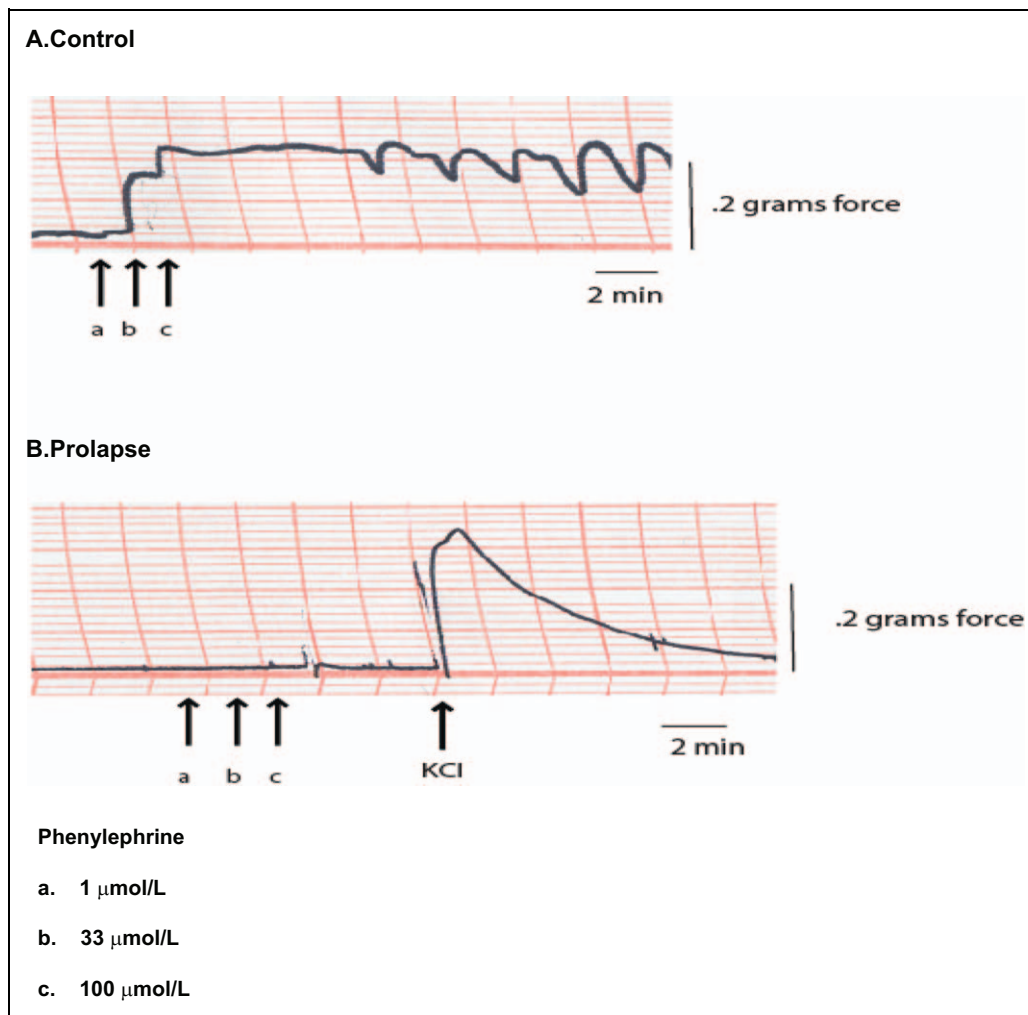 A.Control
.2 grams force
2 min
a b c
B.Prolapse
.2 grams force
2 min
a b c
KCl
Phenylephrine
a. 1 μmol/L
b. 33 μmol/L
c. 100 μmol/L